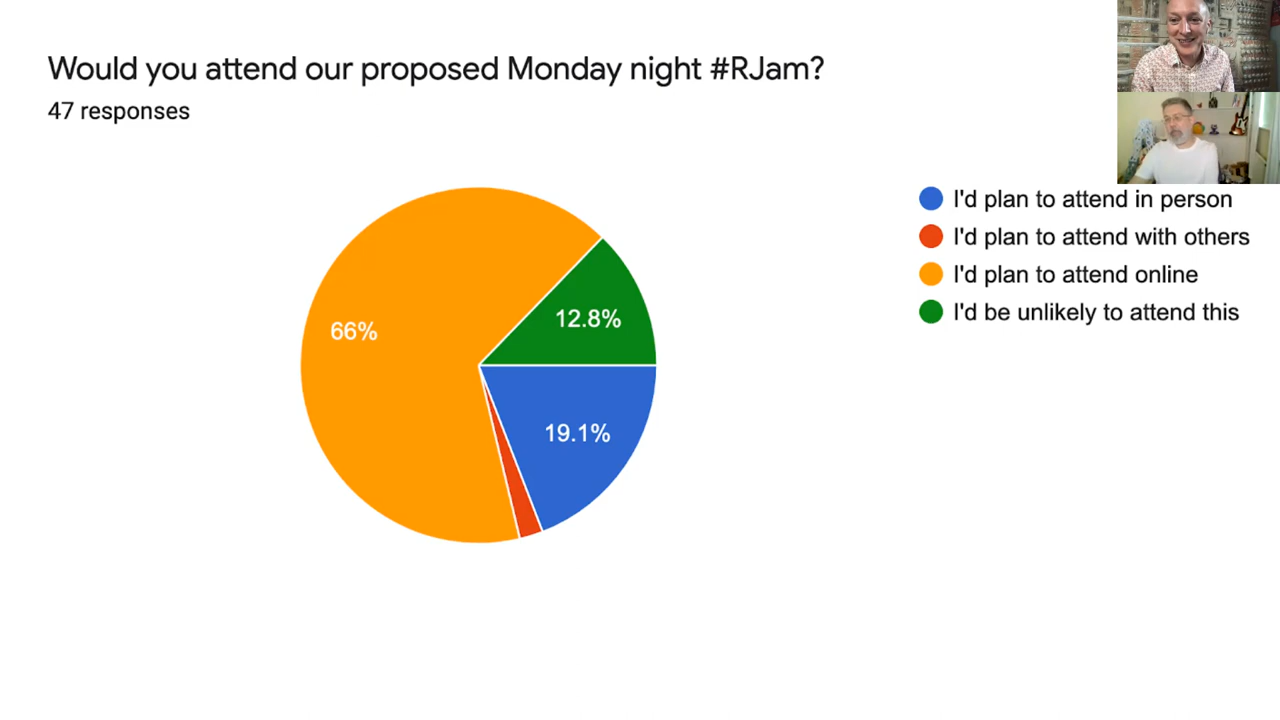 Would you attend our proposed Monday night #RJam?
47 responses
I'd plan to attend in person
I'd plan to attend with others
I'd plan to attend online
I'd be unlikely to attend this
12.8%
66%
19.1%